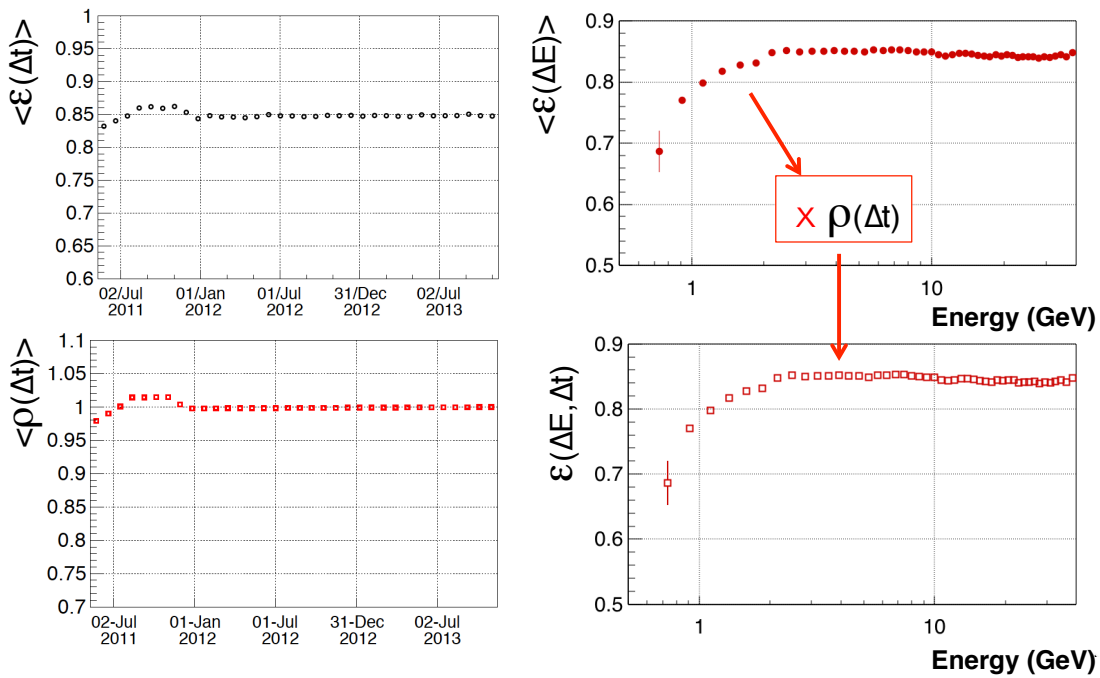 <ε(Δt)>
1
0.95
0.9
0.85
0.8
0.75
0.7
0.65
0.6
02/Jul 2011
01/Jan 2012
01/Jul 2012
31/Dec 2012
02/Jul 2013
<ε(ΔE)>
0.9
0.8
0.7
0.6
0.5
1
10
Energy (GeV)
x ρ(Δt)
<ρ(Δt)>
1.1
1.05
1
0.95
0.9
0.85
0.8
0.75
0.7
02-Jul 2011
01-Jan 2012
01-Jul 2012
31-Dec 2012
02-Jul 2013
ε(ΔE,Δt)
0.9
0.8
0.7
0.6
0.5
1
10
Energy (GeV)